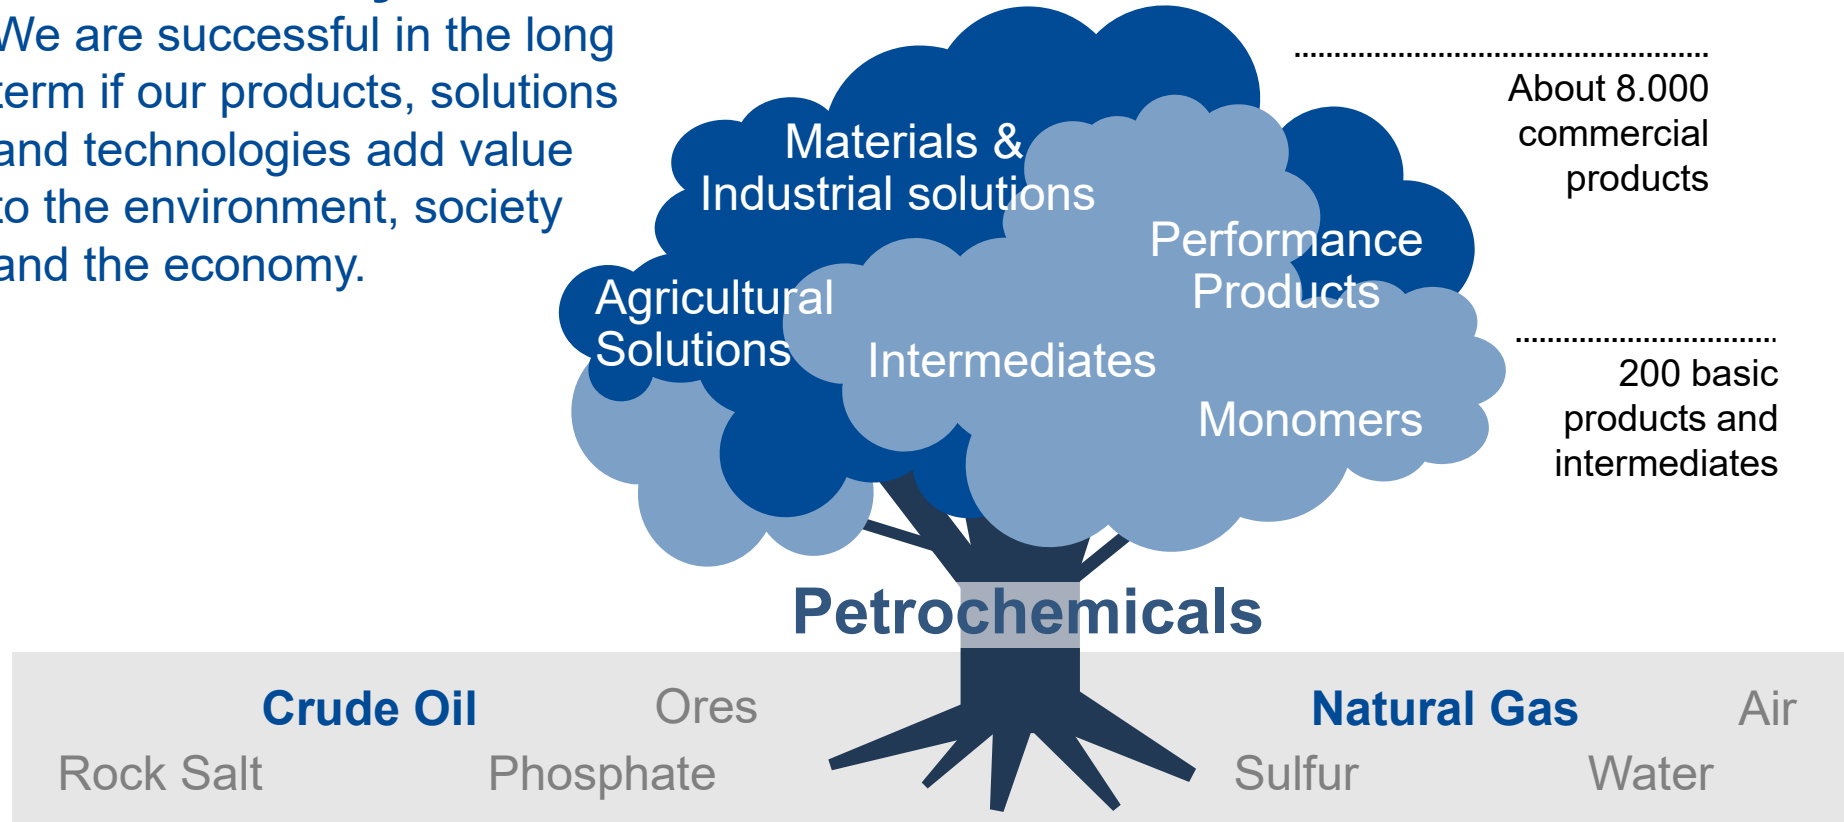 We are successful in the long
term if our products, solutions
and technologies add value
to the environment, society
and the economy.
About 8.000
commercial
products
Materials &
Industrial solutions
Performance
Products
Agricultural
Solutions
Intermediates
Monomers
200 basic
products and
intermediates
Petrochemicals
Crude Oil Ores Natural Gas Air
Rock Salt Phosphate Sulfur Water